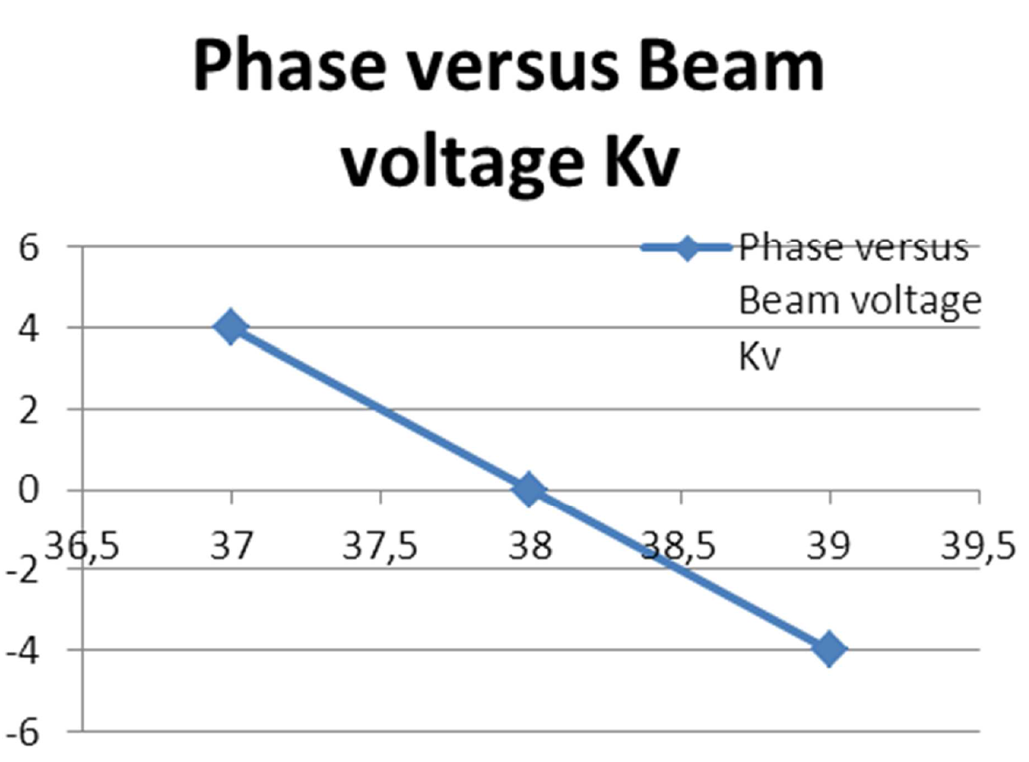 Phase versus Beam
voltage Kv
6
Phase versus
Beam voltage
Kv
4
2
0
36,5 37 37,5 38 38,5 39 39,5
-2
-4
-6